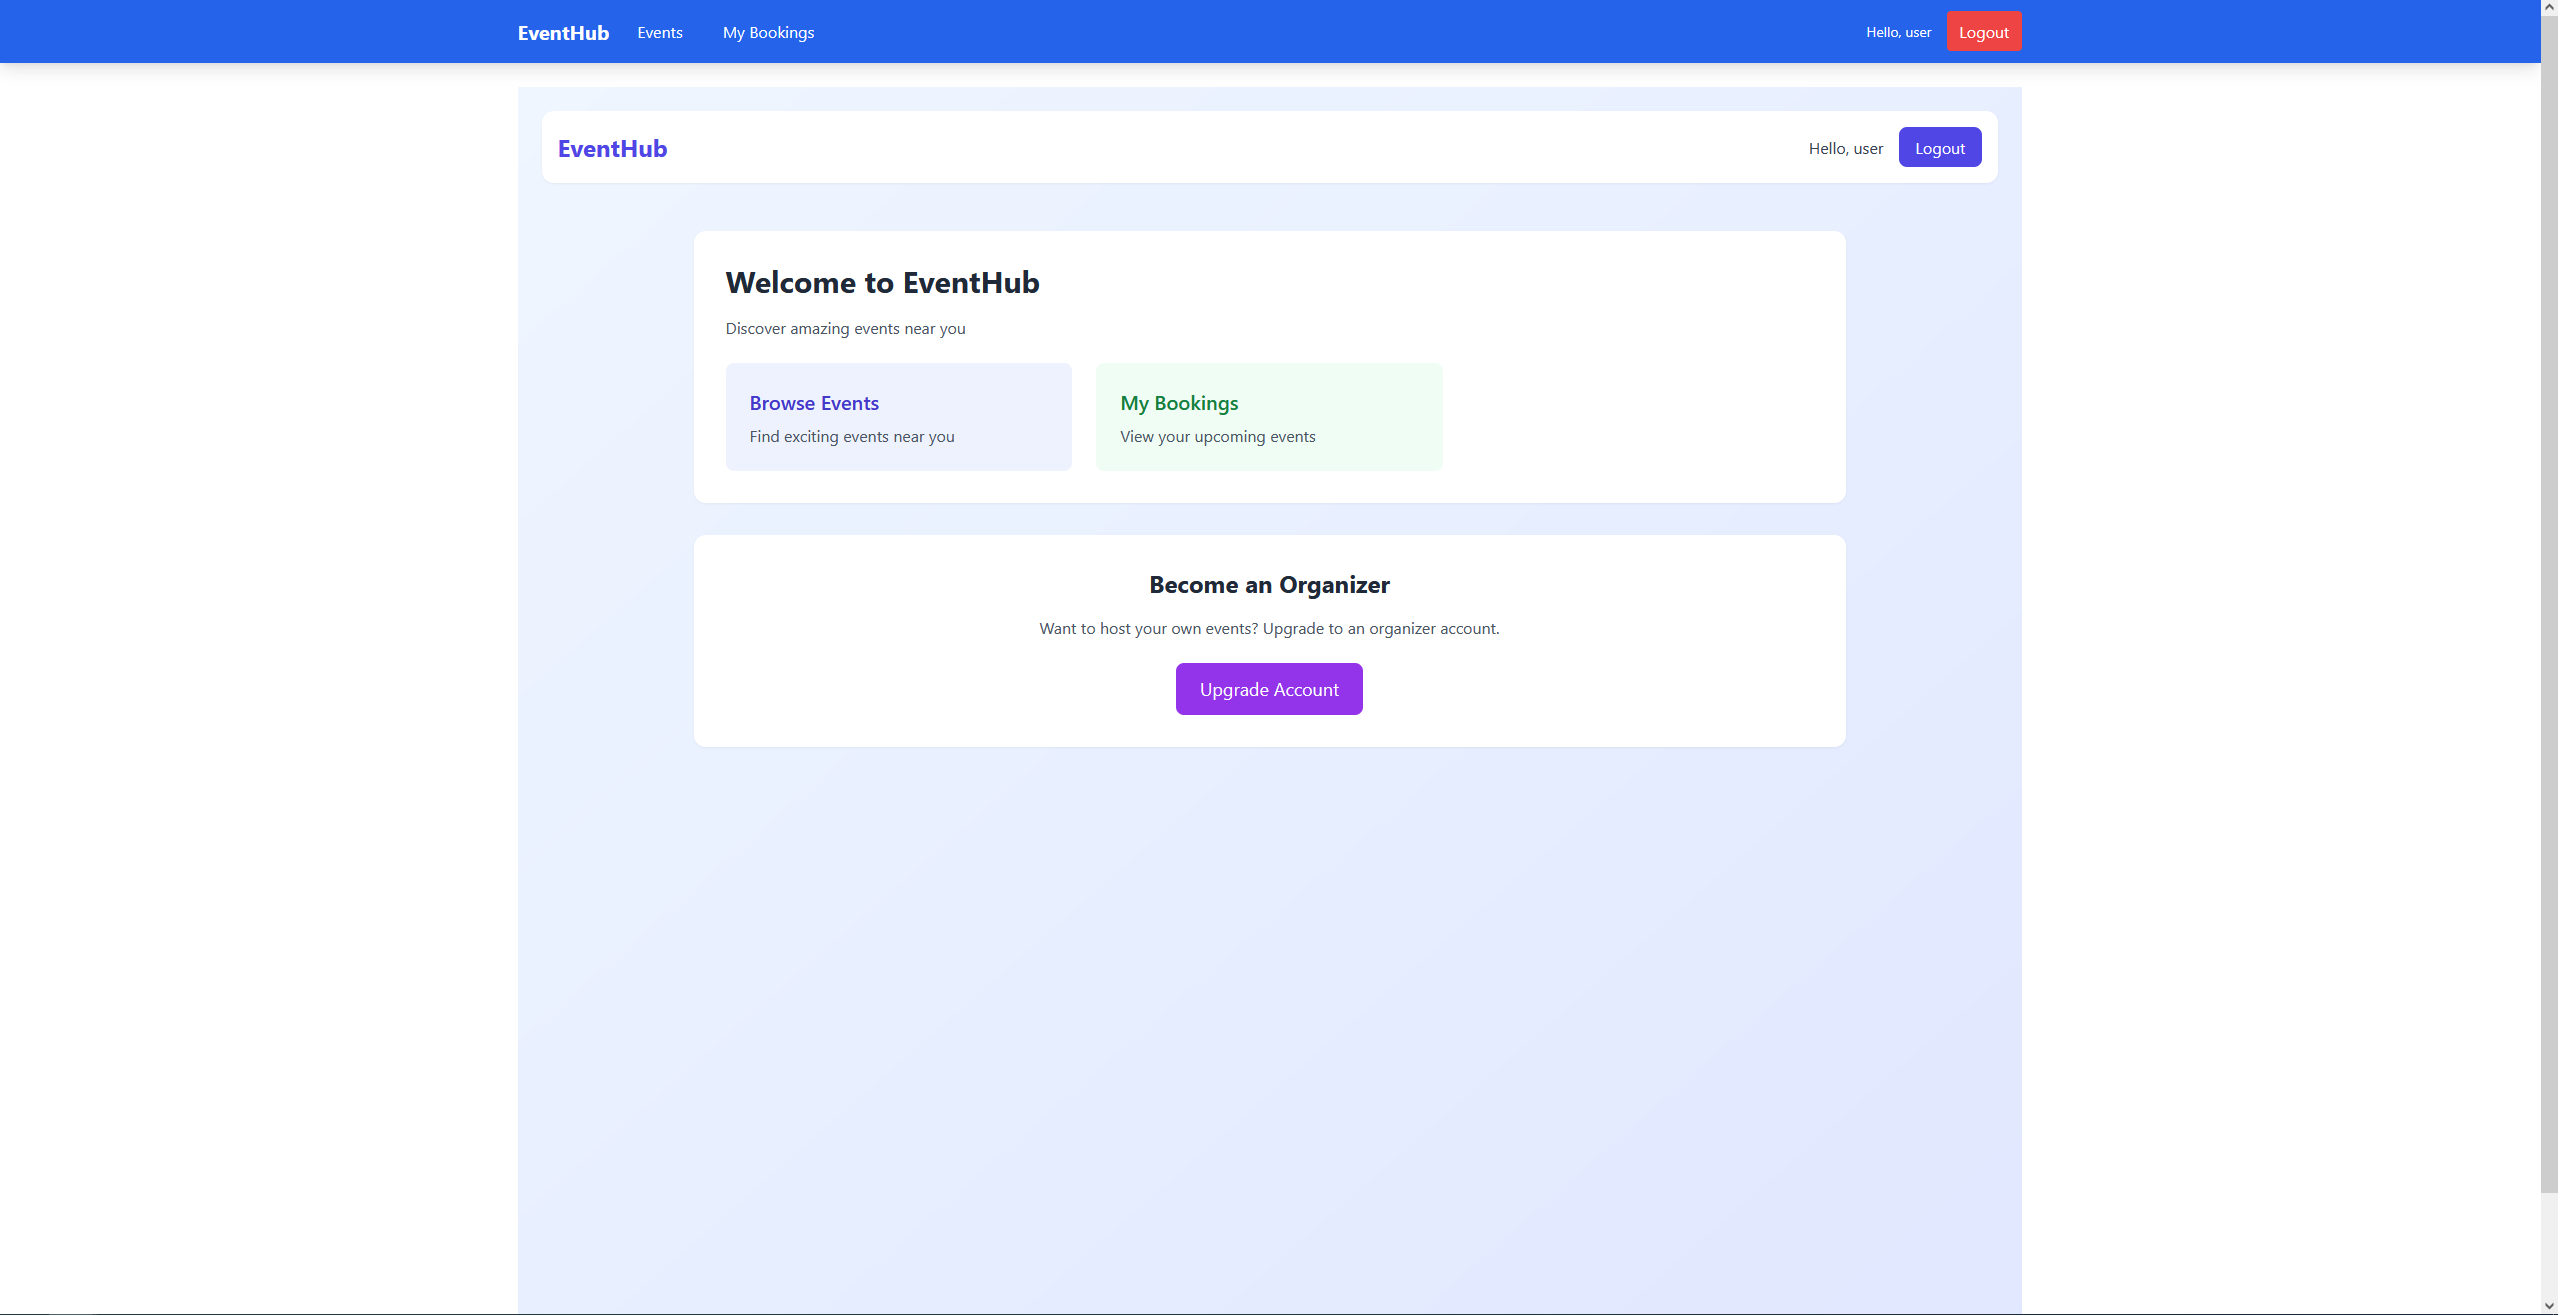 EventHub Events My Bookings Hello, user Logout
EventHub Hello, user Logout
Welcome to EventHub
Discover amazing events near you
Browse Events
Find exciting events near you
My Bookings
View your upcoming events
Become an Organizer
Want to host your own events? Upgrade to an organizer account.
Upgrade Account